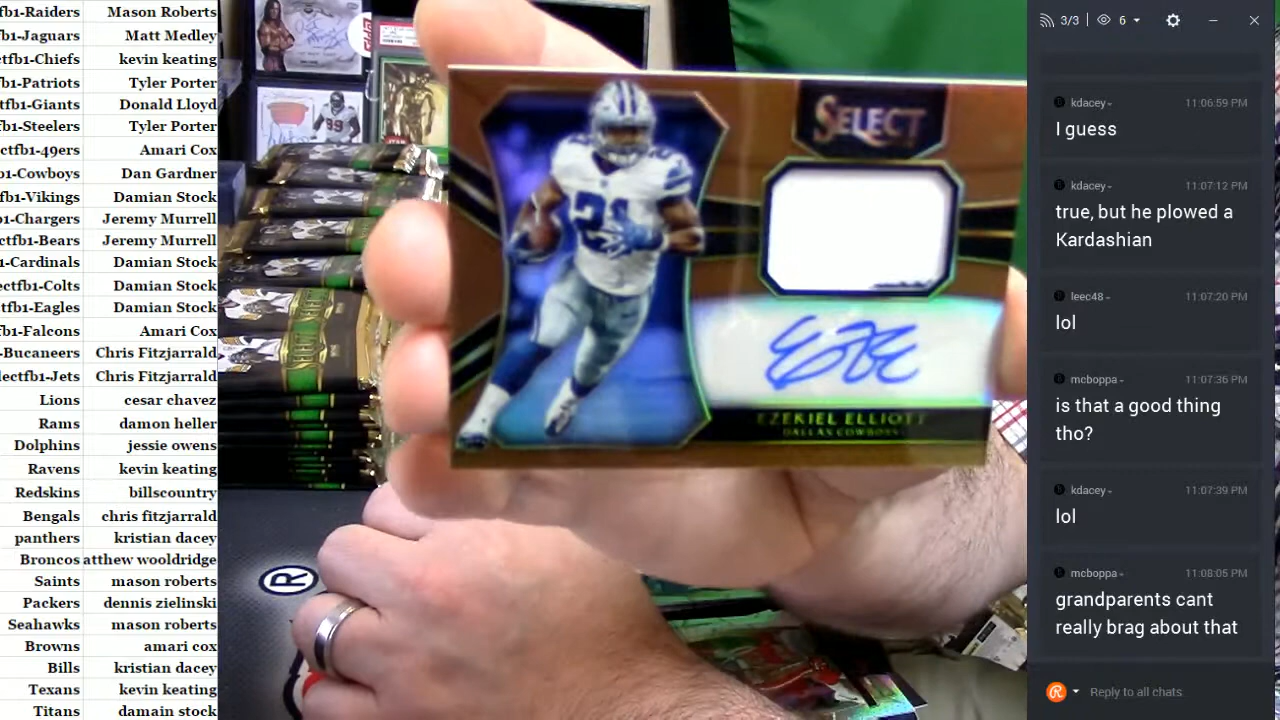 fb1-Raiders Mason Roberts
fb1-Jaguars Matt Medley
ctfb1-Chiefs kevin keating
fb1-Patriots Tyler Porter
tfb1-Giants Donald Lloyd
fb1-Steelers Tyler Porter
ctfb1-49ers Amari Cox
b1-Cowboys Dan Gardner
fb1-Vikings Damian Stock
1-Chargers Jeremy Murrell
ctfb1-Bears Jeremy Murrell
1-Cardinals Damian Stock
ectfb1-Colts Damian Stock
tfb1-Eagles Damian Stock
fb1-Falcons Amari Cox
-Bucaneers Chris Fitzjarrald
lectfb1-Jets Chris Fitzjarrald
Lions cesar chavez
Rams damon heller
Dolphins jessie owens
Ravens kevin keating
Redskins billscountry
Bengals chris fitzjarrald
panthers kristian dacey
Broncos atthew wooldridge
Saints mason roberts
Packers dennis zielinski
Seahawks mason roberts
Browns amari cox
Bills kristian dacey
Texans kevin keating
Titans damain stock
SELECT
21
EZEKIEL ELLIOTT
DALLAS COWBOYS
99
SELECT
®
3/3 6
kdacey 11:06:59 PM
I guess
kdacey 11:07:12 PM
true, but he plowed a
Kardashian
leec48 11:07:20 PM
lol
mcboppa 11:07:36 PM
is that a good thing
tho?
kdacey 11:07:39 PM
lol
mcboppa 11:08:05 PM
grandparents cant
really brag about that
Reply to all chats